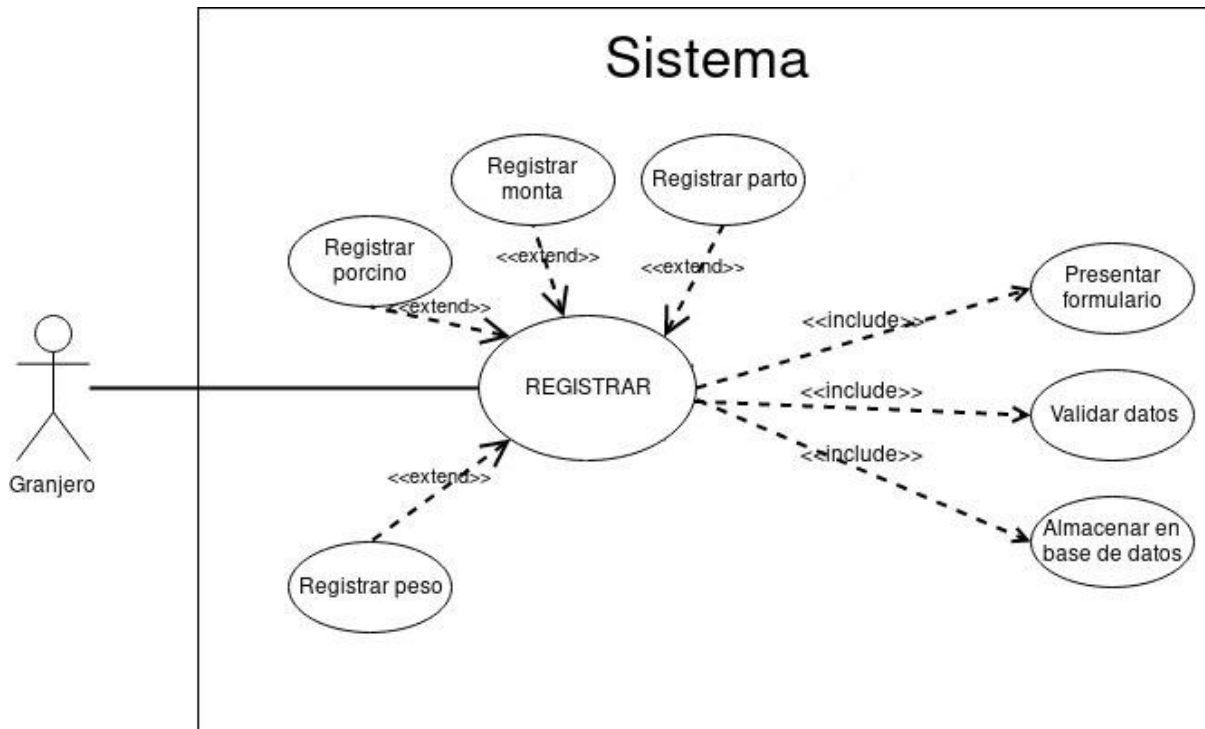 Sistema
Registrar
monta
Registrar parto
Registrar
porcino
<<extend>>
<<extend>>
<<extend>>
Presentar
formulario
<<include>>
REGISTRAR
<<include>>
Validar datos
<<include>>
Granjero
<<extend>>
Almacenar en
base de datos
Registrar peso